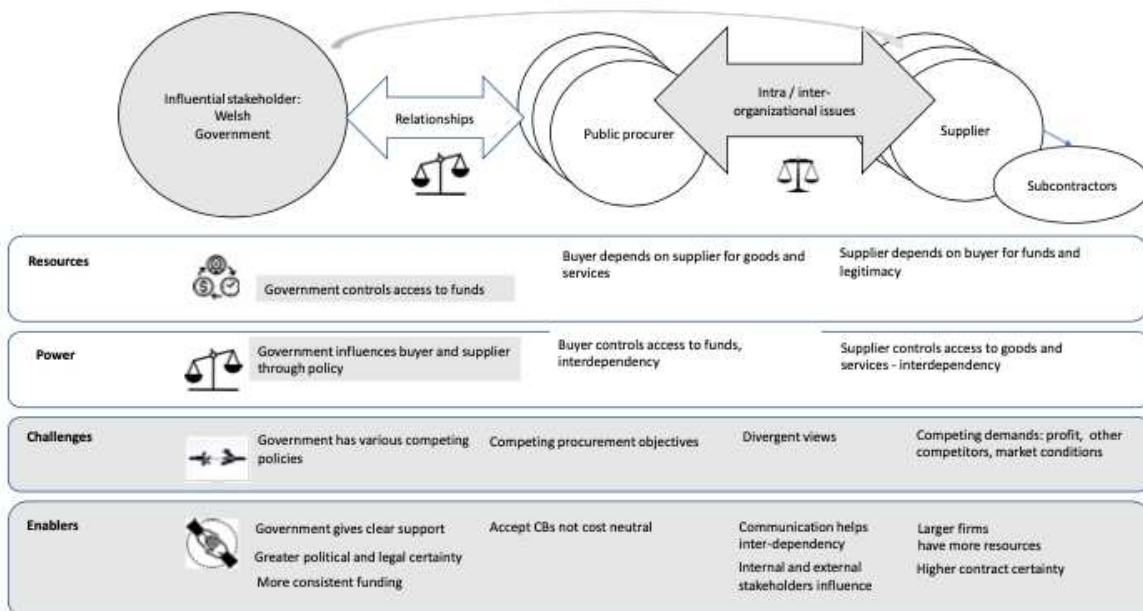 Influential stakeholder:
Welsh
Government
Relationships
Public procurer
Intra / inter-
organizational issues
Supplier
Subcontractors
Resources
Government controls access to funds
Buyer depends on supplier for goods and
services
Supplier depends on buyer for funds and
legitimacy
Power
Government influences buyer and supplier
through policy
Buyer controls access to funds,
interdependency
Supplier controls access to goods and
services - interdependency
Challenges
Government has various competing
policies
Competing procurement objectives
Divergent views
Competing demands: profit, other
competitors, market conditions
Enablers
Government gives clear support
Greater political and legal certainty
More consistent funding
Accept CBs not cost neutral
Communication helps
inter-dependency
Internal and external
stakeholders influence
Larger firms
have more resources
Higher contract certainty